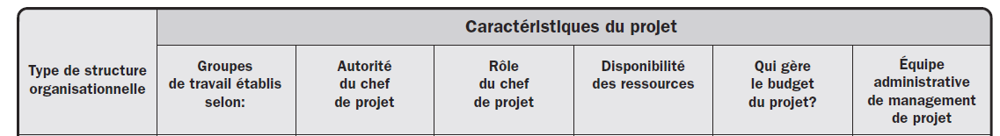 Caractéristiques du projet
Type de structure
organisationnelle
Groupes
de travail établis
selon:
Autorité
du chef
de projet
Rôle
du chef
de projet
Disponibilité
des ressources
Qui gère
le budget
du projet?
Équipe
administrative
de management
de projet